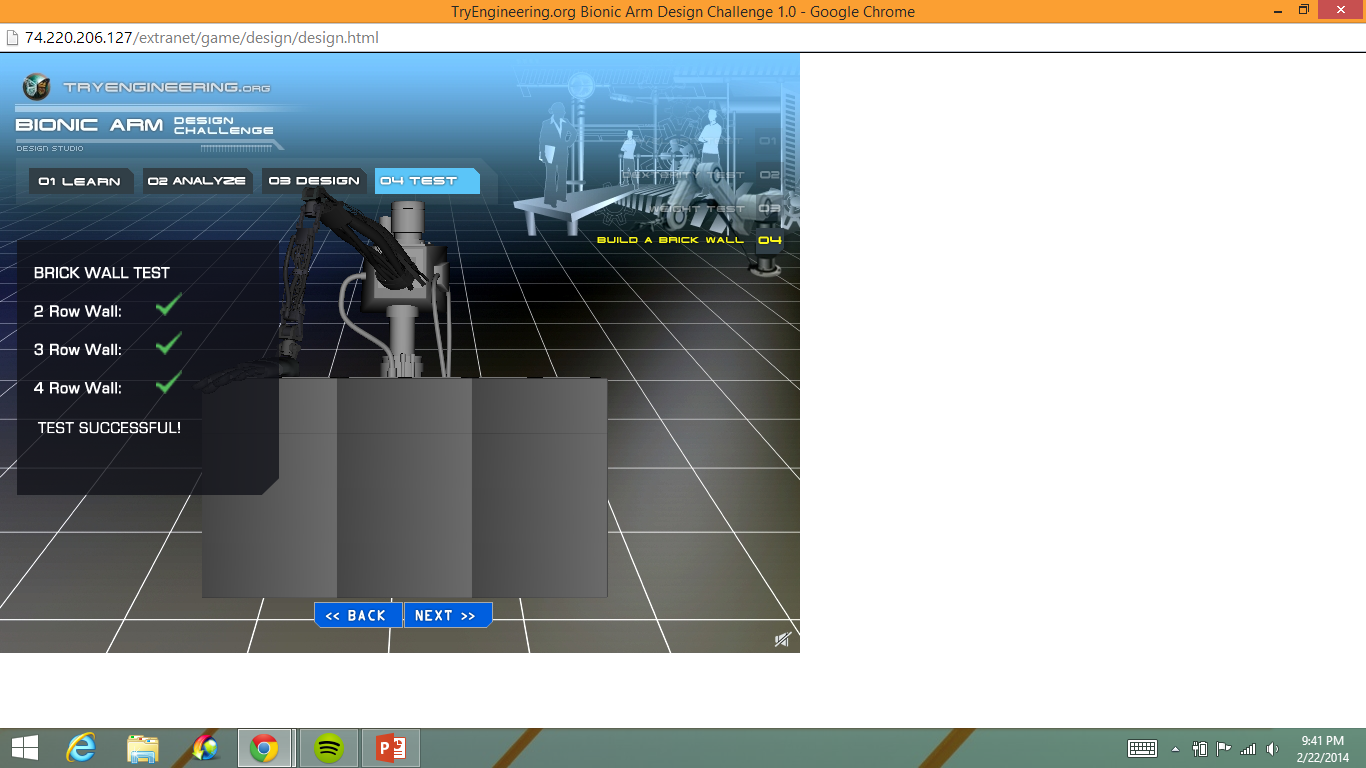 TryEngineering.org Bionic Arm Design Challenge 1.0 - Google Chrome
74.220.206.127/extranet/game/design/design.html
TRYENGINEERING.ORG
BIONIC ARM DESIGN CHALLENGE
DESIGN STUDIO
01 LEARN
02 ANALYZE
03 DESIGN
04 TEST
01
DEXTERITY TEST 02
WEIGHT TEST 03
BUILD A BRICK WALL 04
BRICK WALL TEST
2 Row Wall:
3 Row Wall:
4 Row Wall:
TEST SUCCESSFUL!
<< BACK
NEXT >>
9:41 PM
2/22/2014